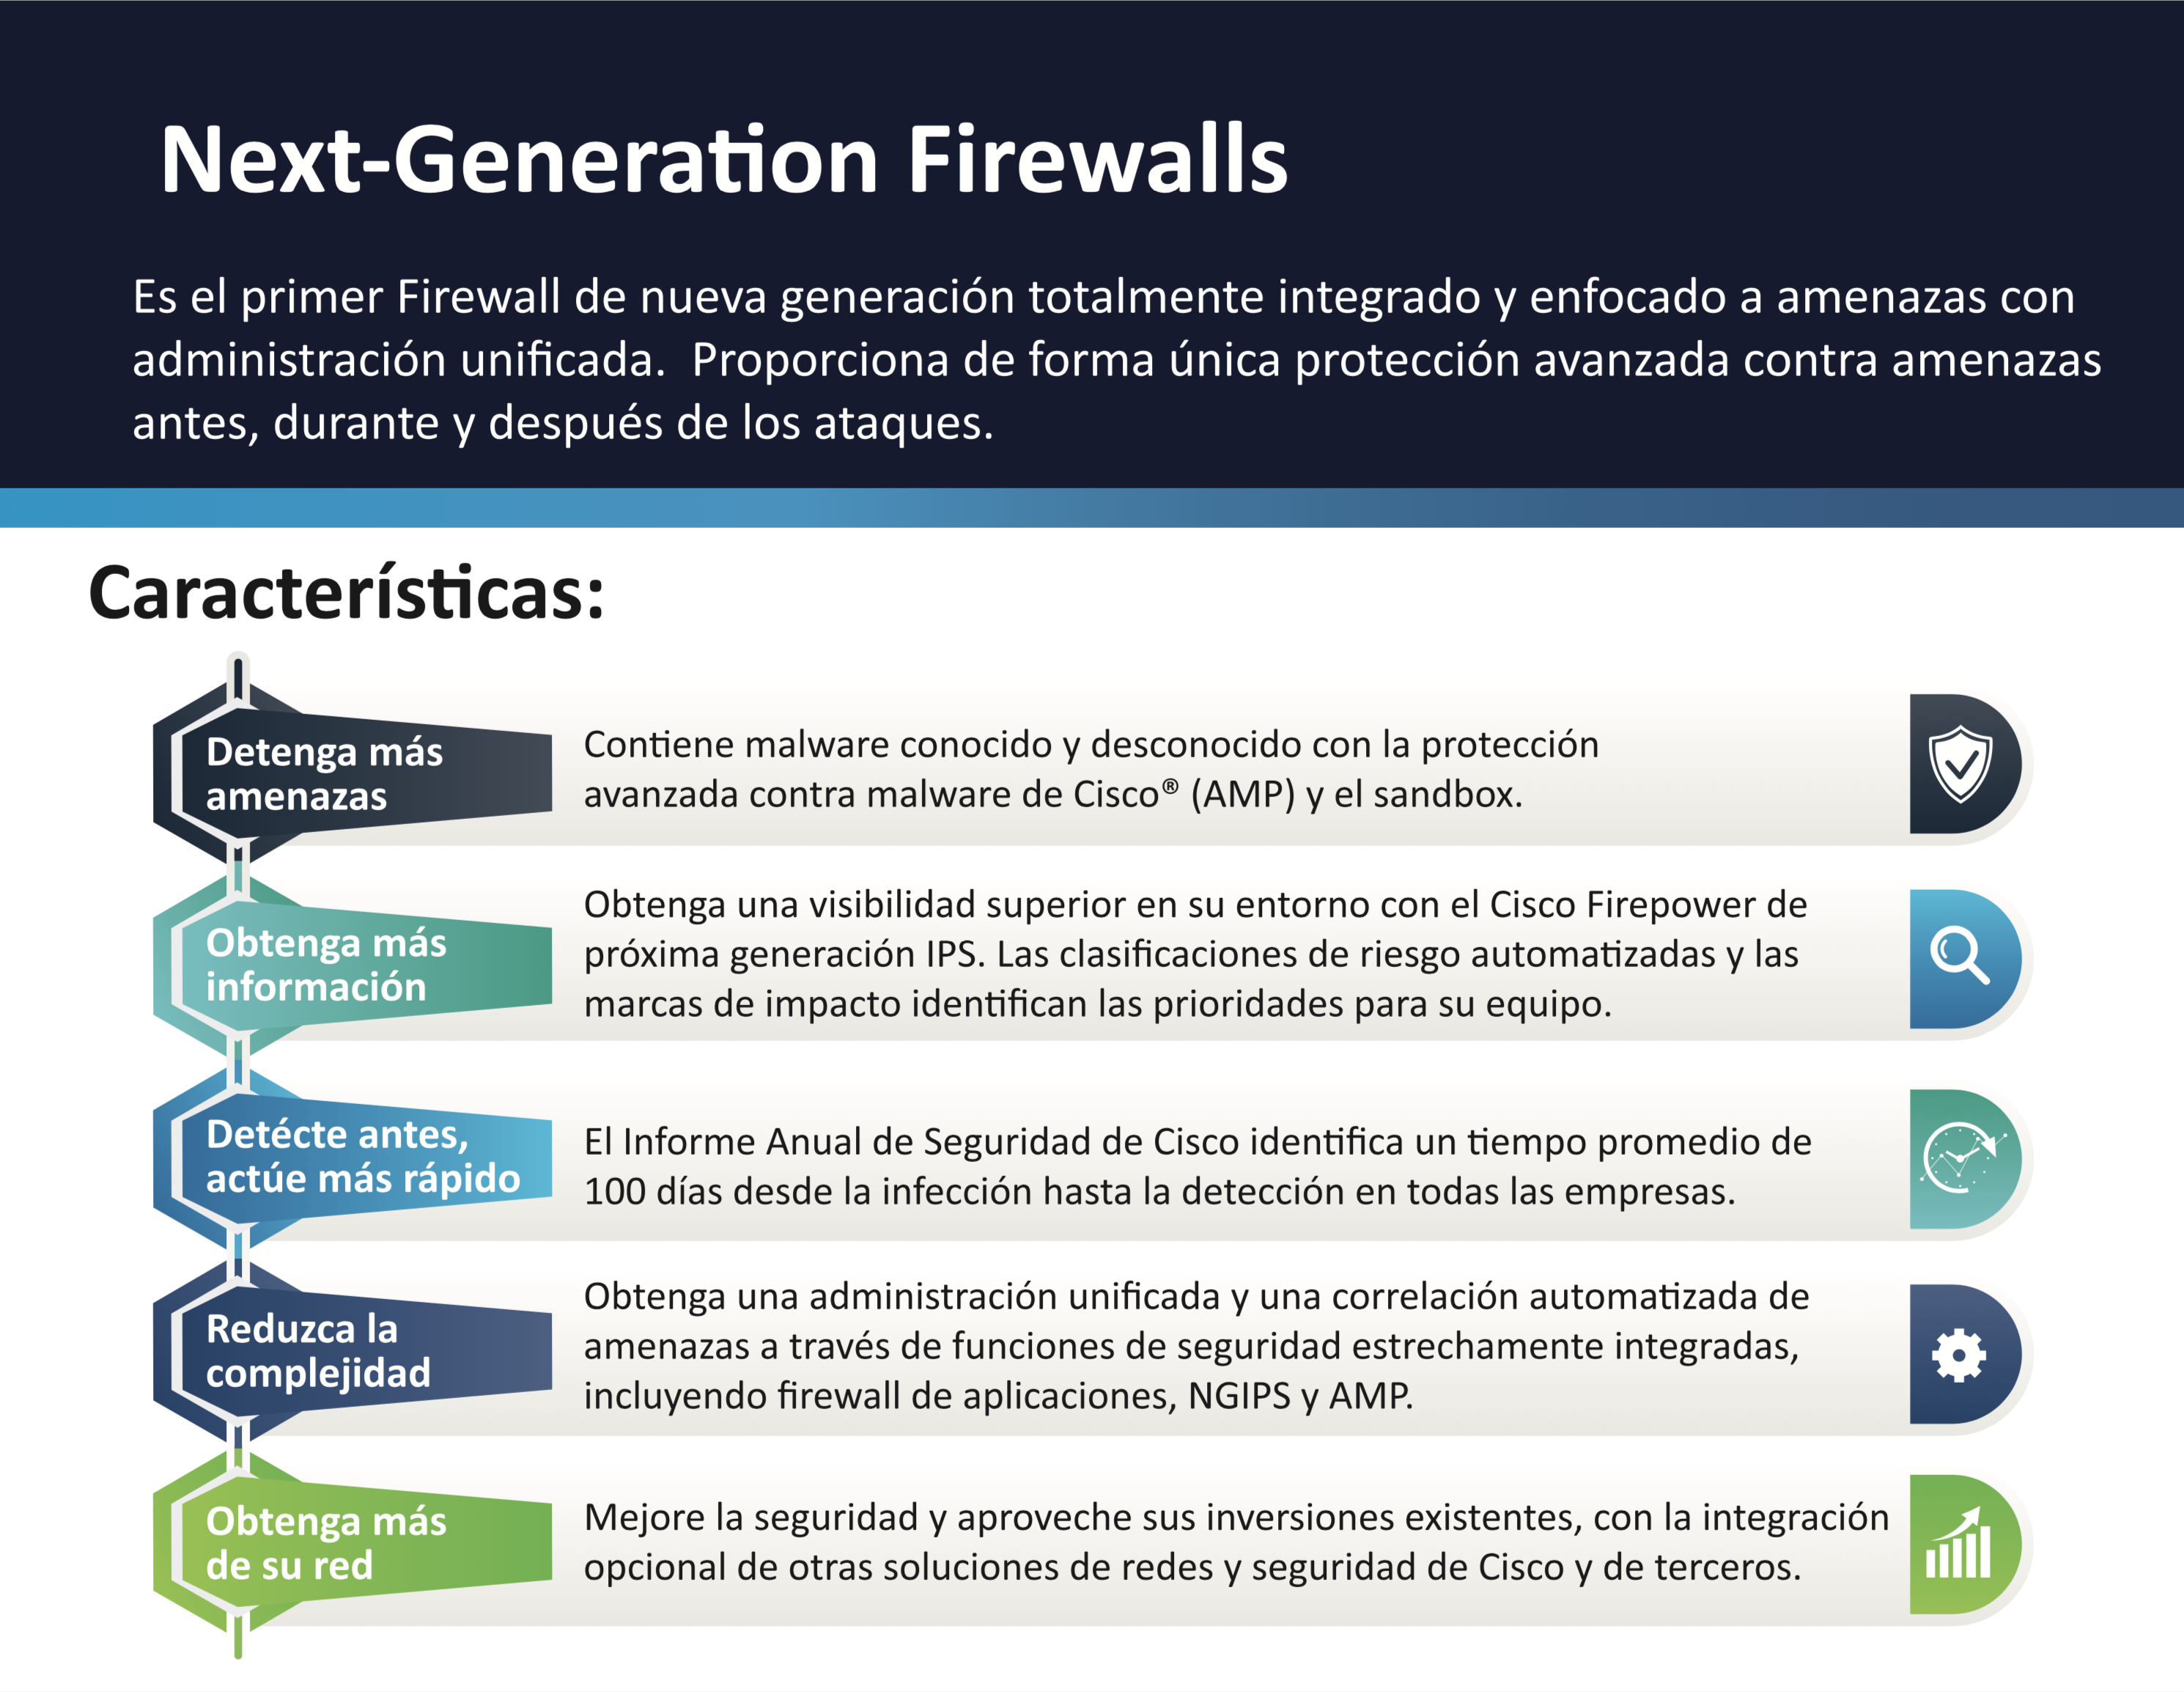 Next-Generation Firewalls
Es el primer Firewall de nueva generación totalmente integrado y enfocado a amenazas con
administración unificada.  Proporciona de forma única protección avanzada contra amenazas
antes, durante y después de los ataques.
Características:
Detenga más
amenazas
Contiene malware conocido y desconocido con la protección
avanzada contra malware de Cisco® (AMP) y el sandbox.
Obtenga más
información
Obtenga una visibilidad superior en su entorno con el Cisco Firepower de
próxima generación IPS. Las clasificaciones de riesgo automatizadas y las
marcas de impacto identifican las prioridades para su equipo.
Detécte antes,
actúe más rápido
El Informe Anual de Seguridad de Cisco identifica un tiempo promedio de
100 días desde la infección hasta la detección en todas las empresas.
Reduzca la
complejidad
Obtenga una administración unificada y una correlación automatizada de
amenazas a través de funciones de seguridad estrechamente integradas,
incluyendo firewall de aplicaciones, NGIPS y AMP.
Obtenga más
de su red
Mejore la seguridad y aproveche sus inversiones existentes, con la integración
opcional de otras soluciones de redes y seguridad de Cisco y de terceros.